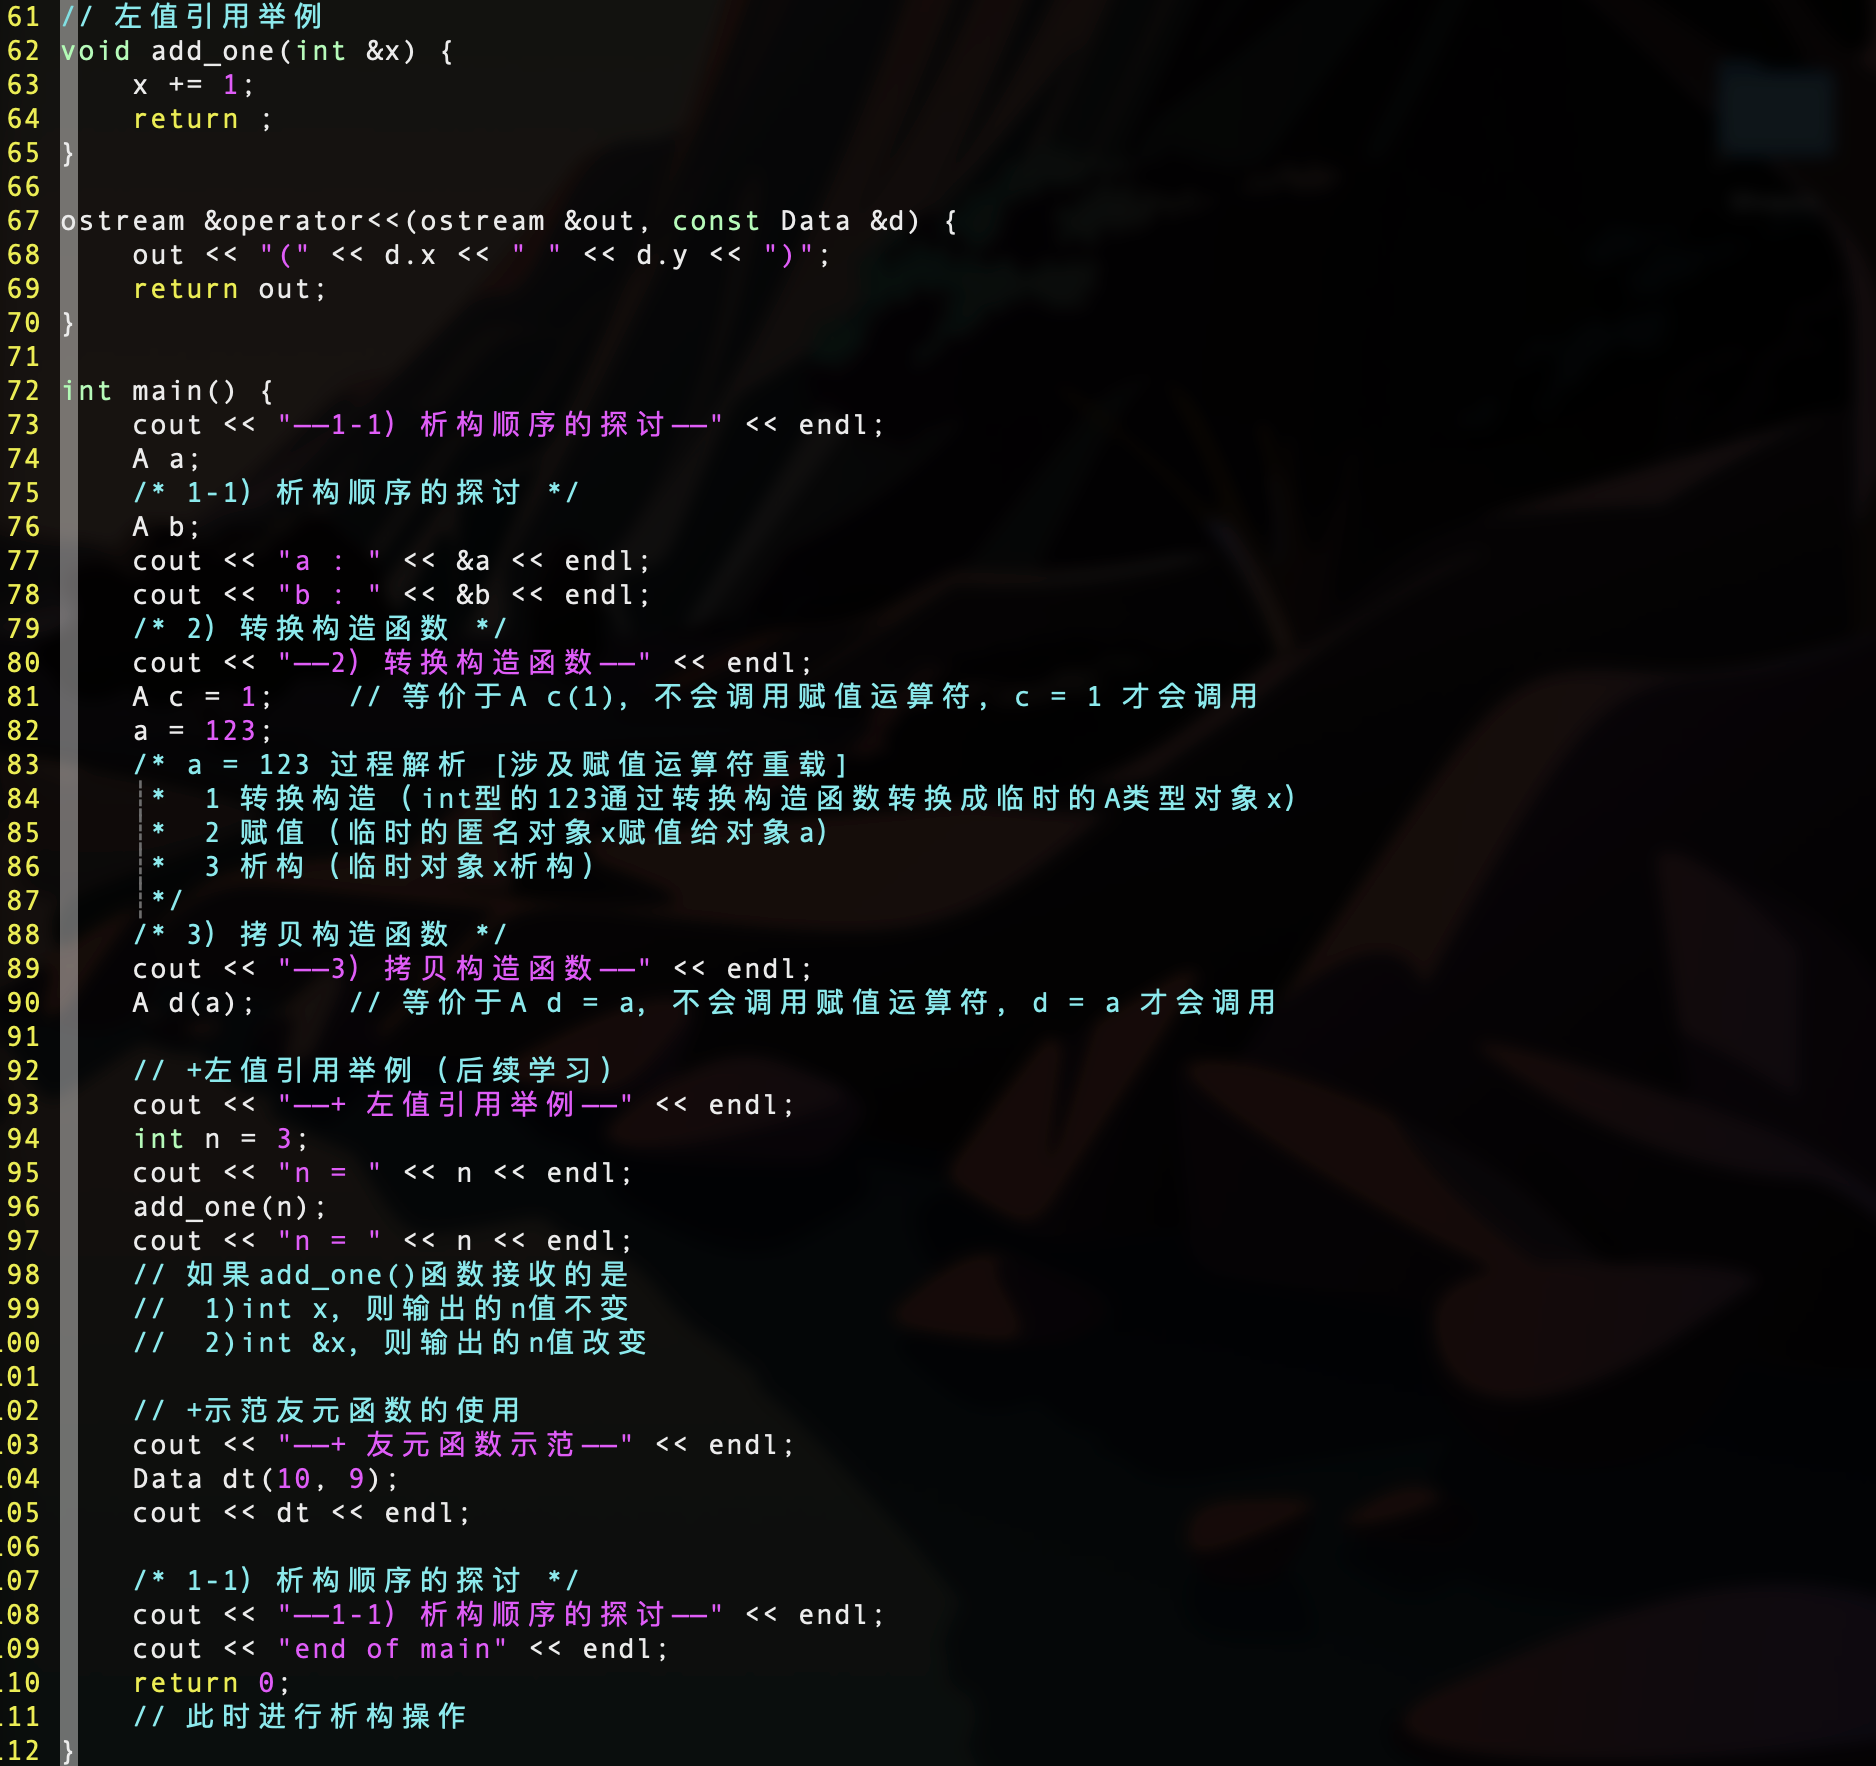 61 // 左值引用举例
62 void add_one(int &x) {
63     x += 1;
64     return ;
65 }
66
67 ostream &operator<<(ostream &out, const Data &d) {
68     out << "(" << d.x << " " << d.y << ")";
69     return out;
70 }
71
72 int main() {
73     cout << "——1-1) 析构顺序的探讨——" << endl;
74     A a;
75     /* 1-1) 析构顺序的探讨 */
76     A b;
77     cout << "a : " << &a << endl;
78     cout << "b : " << &b << endl;
79     /* 2) 转换构造函数 */
80     cout << "——2) 转换构造函数——" << endl;
81     A c = 1;    // 等价于A c(1), 不会调用赋值运算符, c = 1 才会调用
82     a = 123;
83     /* a = 123 过程解析 [涉及赋值运算符重载]
84      *  1 转换构造 (int型的123通过转换构造函数转换成临时的A类型对象x)
85      *  2 赋值 (临时的匿名对象x赋值给对象a)
86      *  3 析构 (临时对象x析构)
87      */
88     /* 3) 拷贝构造函数 */
89     cout << "——3) 拷贝构造函数——" << endl;
90     A d(a);     // 等价于A d = a, 不会调用赋值运算符, d = a 才会调用
91
92     // +左值引用举例 (后续学习)
93     cout << "——+ 左值引用举例——" << endl;
94     int n = 3;
95     cout << "n = " << n << endl;
96     add_one(n);
97     cout << "n = " << n << endl;
98     // 如果add_one()函数接收的是
99     //  1)int x, 则输出的n值不变
100     //  2)int &x, 则输出的n值改变
101
102     // +示范友元函数的使用
103     cout << "——+ 友元函数示范——" << endl;
104     Data dt(10, 9);
105     cout << dt << endl;
106
107     /* 1-1) 析构顺序的探讨 */
108     cout << "——1-1) 析构顺序的探讨——" << endl;
109     cout << "end of main" << endl;
110     return 0;
111     // 此时进行析构操作
112 }